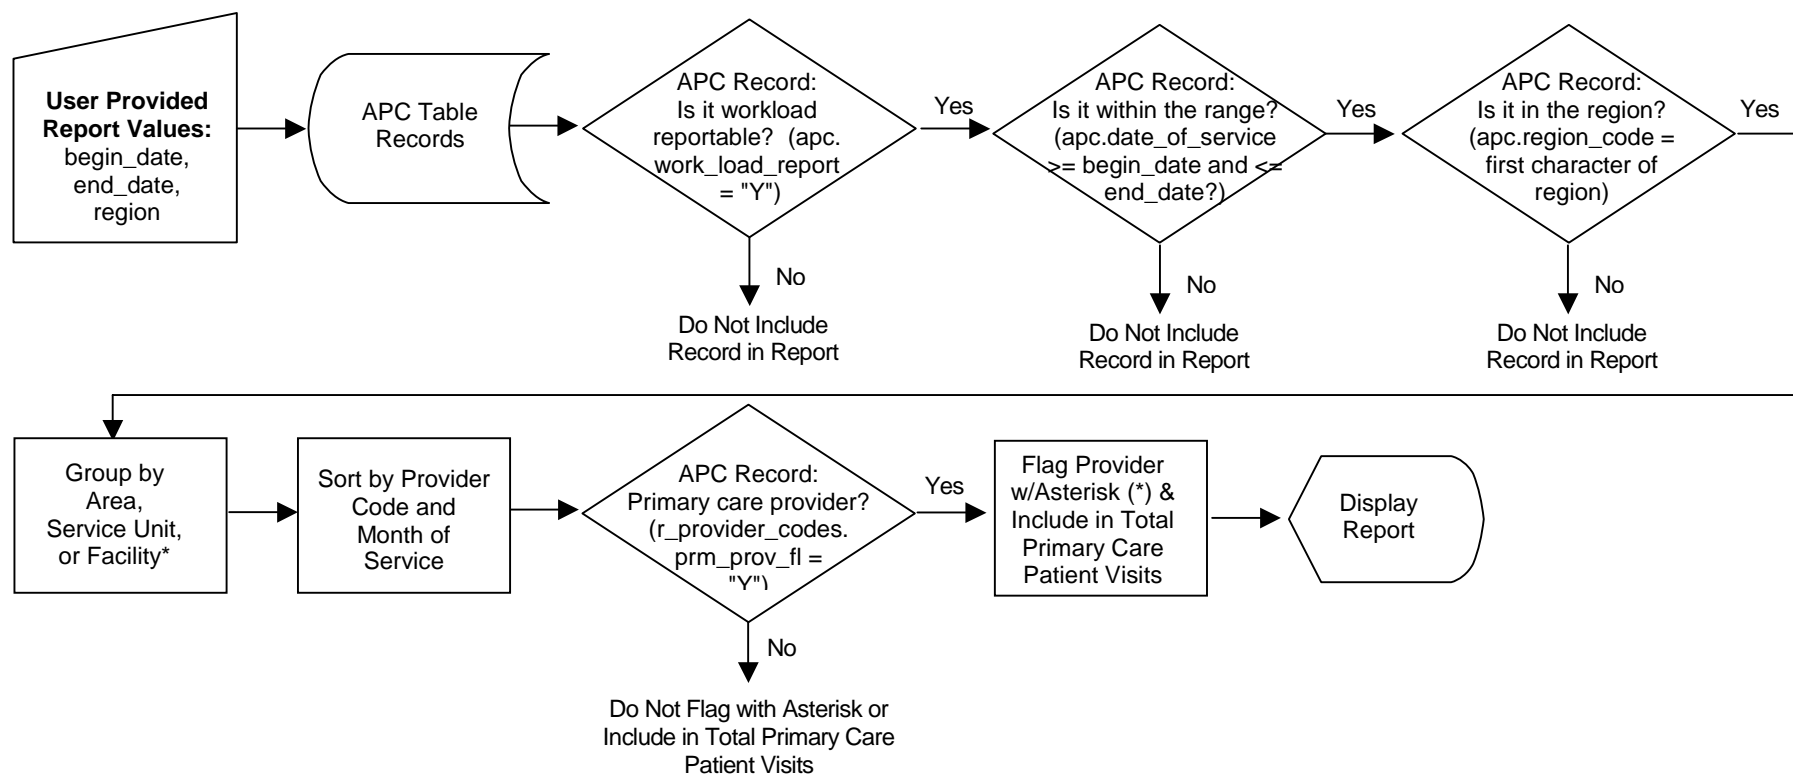 User Provided
Report Values:
begin_date,
end_date,
region
APC Table
Records
APC Record:
Is it workload
reportable?  (apc.
work_load_report
= "Y")
Yes
No
Do Not Include
Record in Report
APC Record:
Is it within the range?
(apc.date_of_service
>= begin_date and <=
end_date?)
Yes
No
Do Not Include
Record in Report
APC Record:
Is it in the region?
(apc.region_code =
first character of
region)
Yes
No
Do Not Include
Record in Report
Group by
Area,
Service Unit,
or Facility*
Sort by Provider
Code and
Month of
Service
APC Record:
Primary care provider?
(r_provider_codes.
prm_prov_fl =
"Y")
Yes
No
Do Not Flag with Asterisk or
Include in Total Primary Care
Patient Visits
Flag Provider
w/Asterisk (*) &
Include in Total
Primary Care
Patient Visits
Display
Report